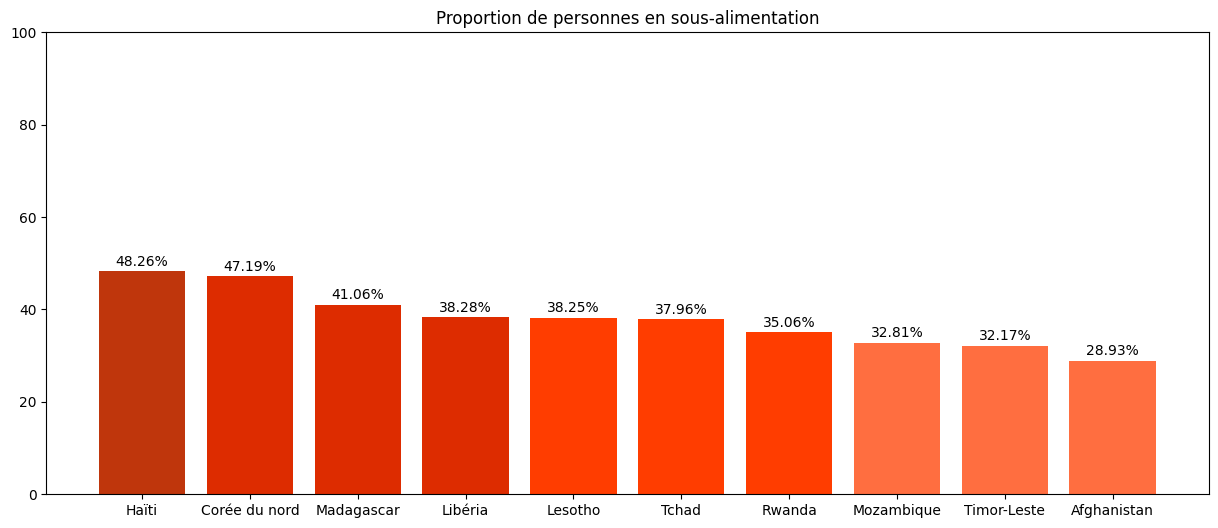 Proportion de personnes en sous-alimentation
100
80
60
40
20
0
48.26%
47.19%
41.06%
38.28%
38.25%
37.96%
35.06%
32.81%
32.17%
28.93%
Haïti
Corée du nord
Madagascar
Libéria
Lesotho
Tchad
Rwanda
Mozambique
Timor-Leste
Afghanistan